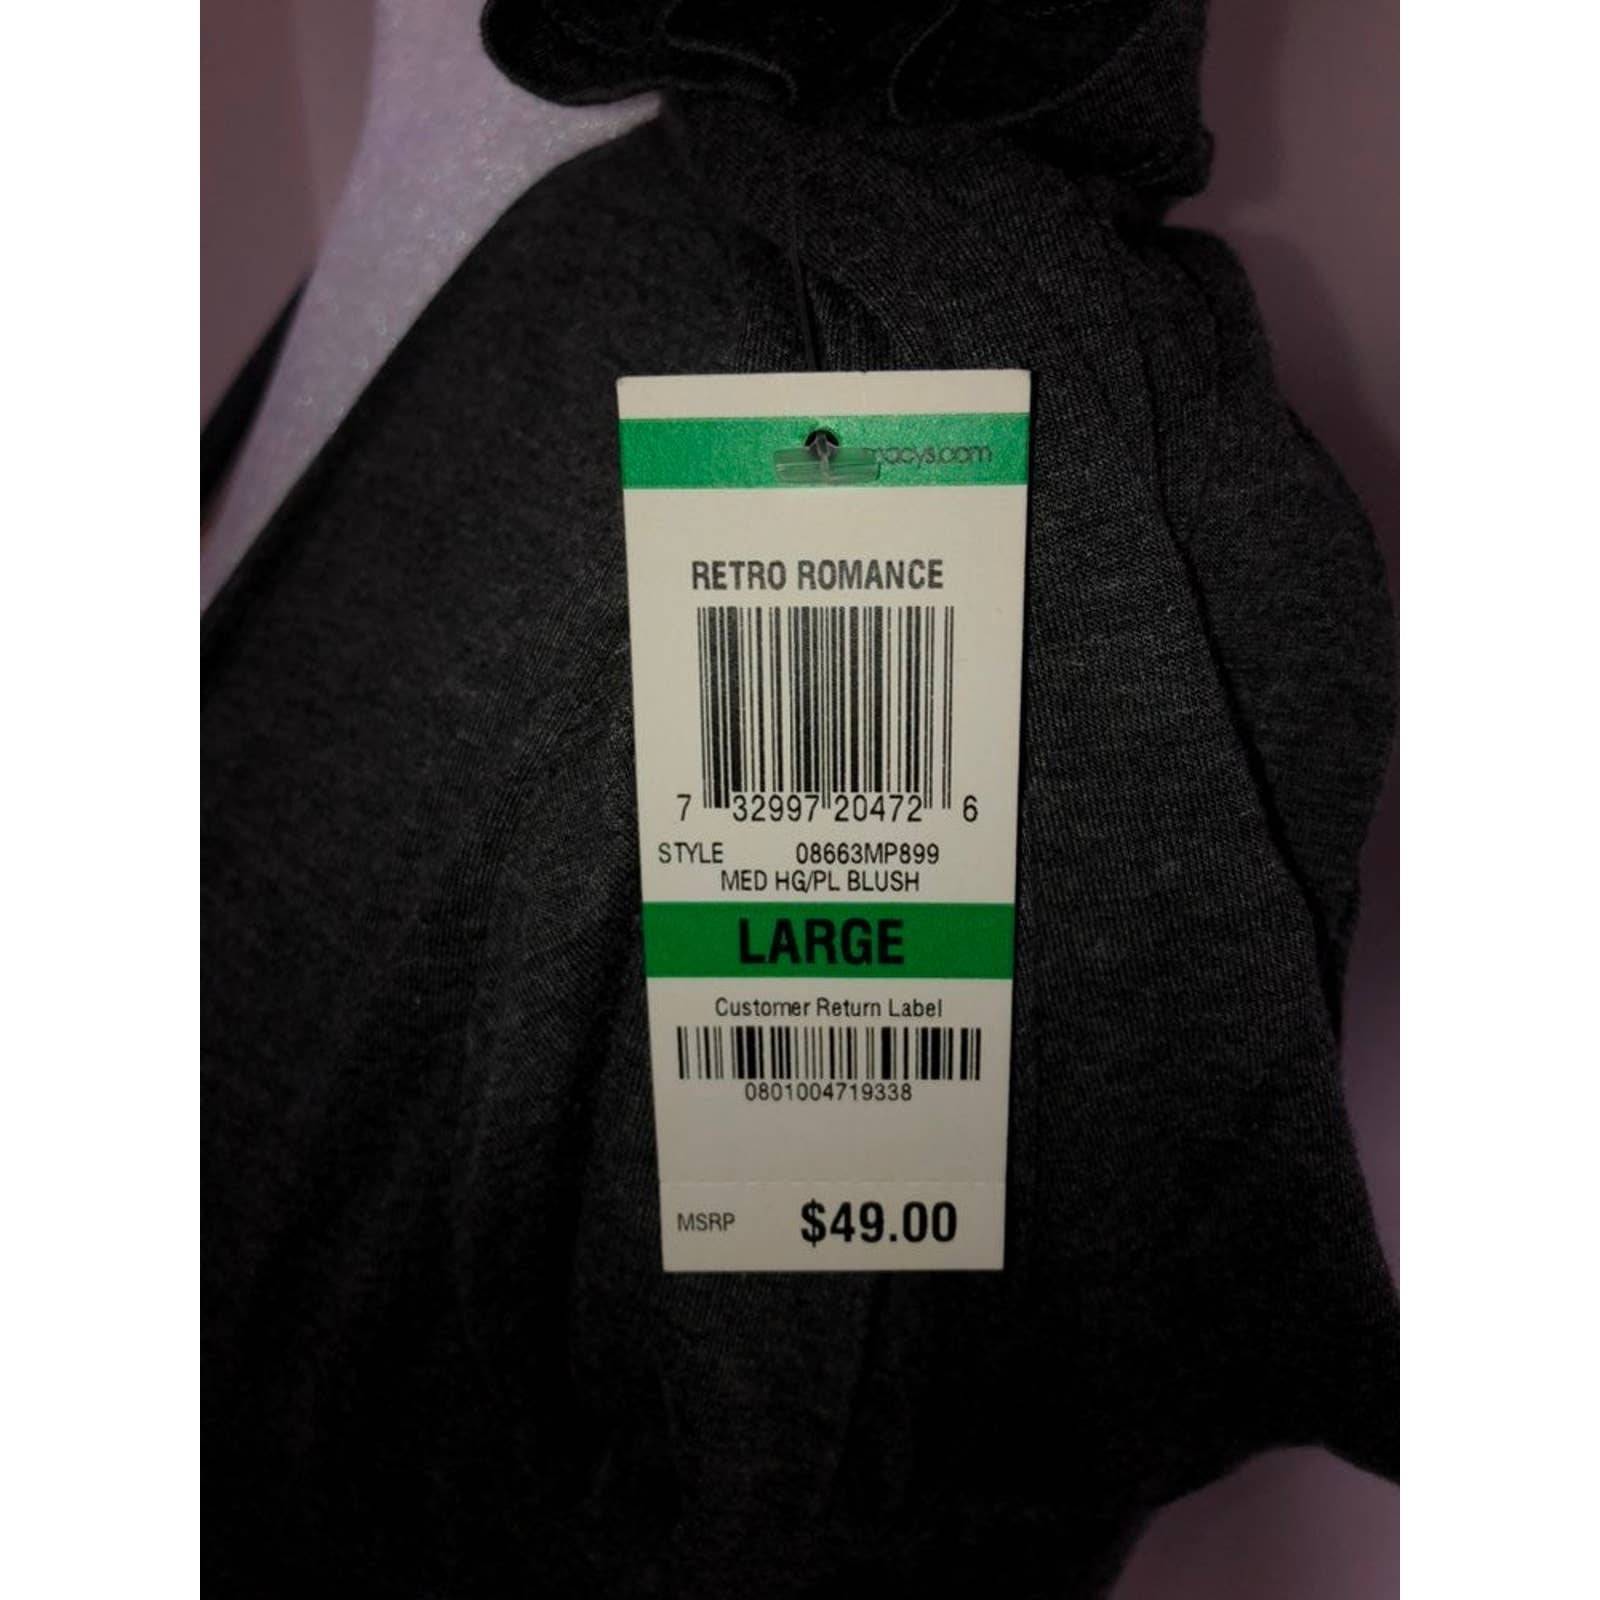 macys.com
RETRO ROMANCE
7 32997 20472 6
STYLE 08663MP899
MED HG/PL BLUSH
LARGE
Customer Return Label
0801004719338
MSRP $49.00